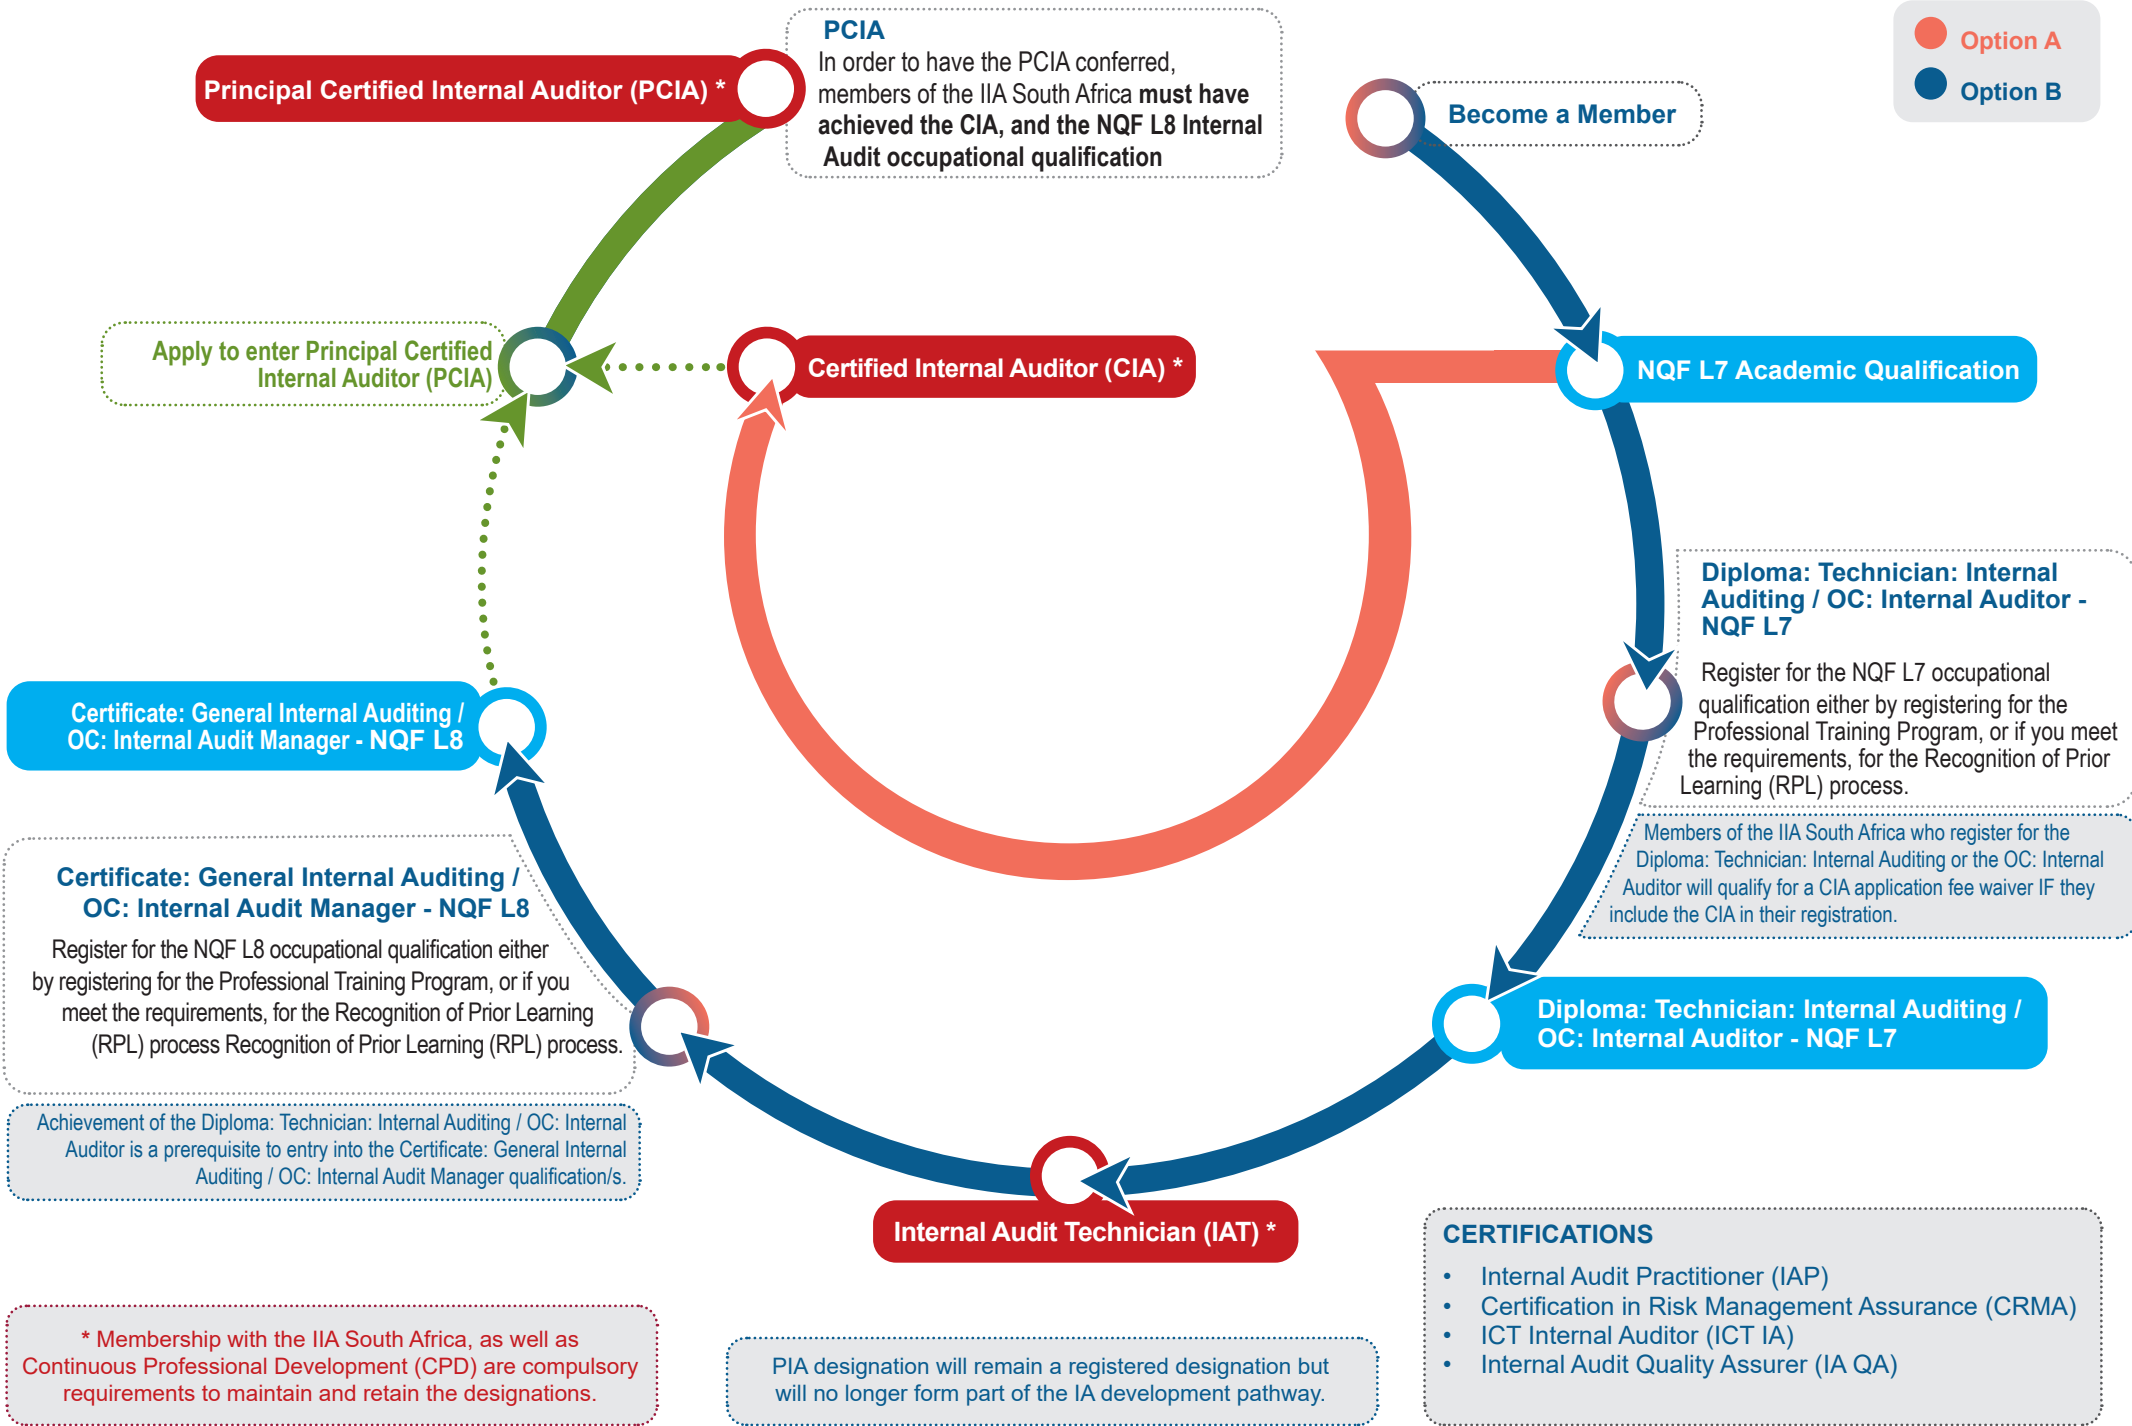 PCIA
In order to have the PCIA conferred,
members of the IIA South Africa must have
achieved the CIA, and the NQF L8 Internal
Audit occupational qualification
Principal Certified Internal Auditor (PCIA) *
Become a Member
Option A
Option B
Apply to enter Principal Certified
Internal Auditor (PCIA)
Certified Internal Auditor (CIA) *
NQF L7 Academic Qualification
Diploma: Technician: Internal
Auditing / OC: Internal Auditor -
NQF L7
Register for the NQF L7 occupational
qualification either by registering for the
Professional Training Program, or if you meet
the requirements, for the Recognition of Prior
Learning (RPL) process.
Members of the IIA South Africa who register for the
Diploma: Technician: Internal Auditing or the OC: Internal
Auditor will qualify for a CIA application fee waiver IF they
include the CIA in their registration.
Certificate: General Internal Auditing /
OC: Internal Audit Manager - NQF L8
Certificate: General Internal Auditing /
OC: Internal Audit Manager - NQF L8
Register for the NQF L8 occupational qualification either
by registering for the Professional Training Program, or if you
meet the requirements, for the Recognition of Prior Learning
(RPL) process Recognition of Prior Learning (RPL) process.
Achievement of the Diploma: Technician: Internal Auditing / OC: Internal
Auditor is a prerequisite to entry into the Certificate: General Internal
Auditing / OC: Internal Audit Manager qualification/s.
Diploma: Technician: Internal Auditing /
OC: Internal Auditor - NQF L7
Internal Audit Technician (IAT) *
CERTIFICATIONS
• Internal Audit Practitioner (IAP)
• Certification in Risk Management Assurance (CRMA)
• ICT Internal Auditor (ICT IA)
• Internal Audit Quality Assurer (IA QA)
* Membership with the IIA South Africa, as well as
Continuous Professional Development (CPD) are compulsory
requirements to maintain and retain the designations.
PIA designation will remain a registered designation but
will no longer form part of the IA development pathway.